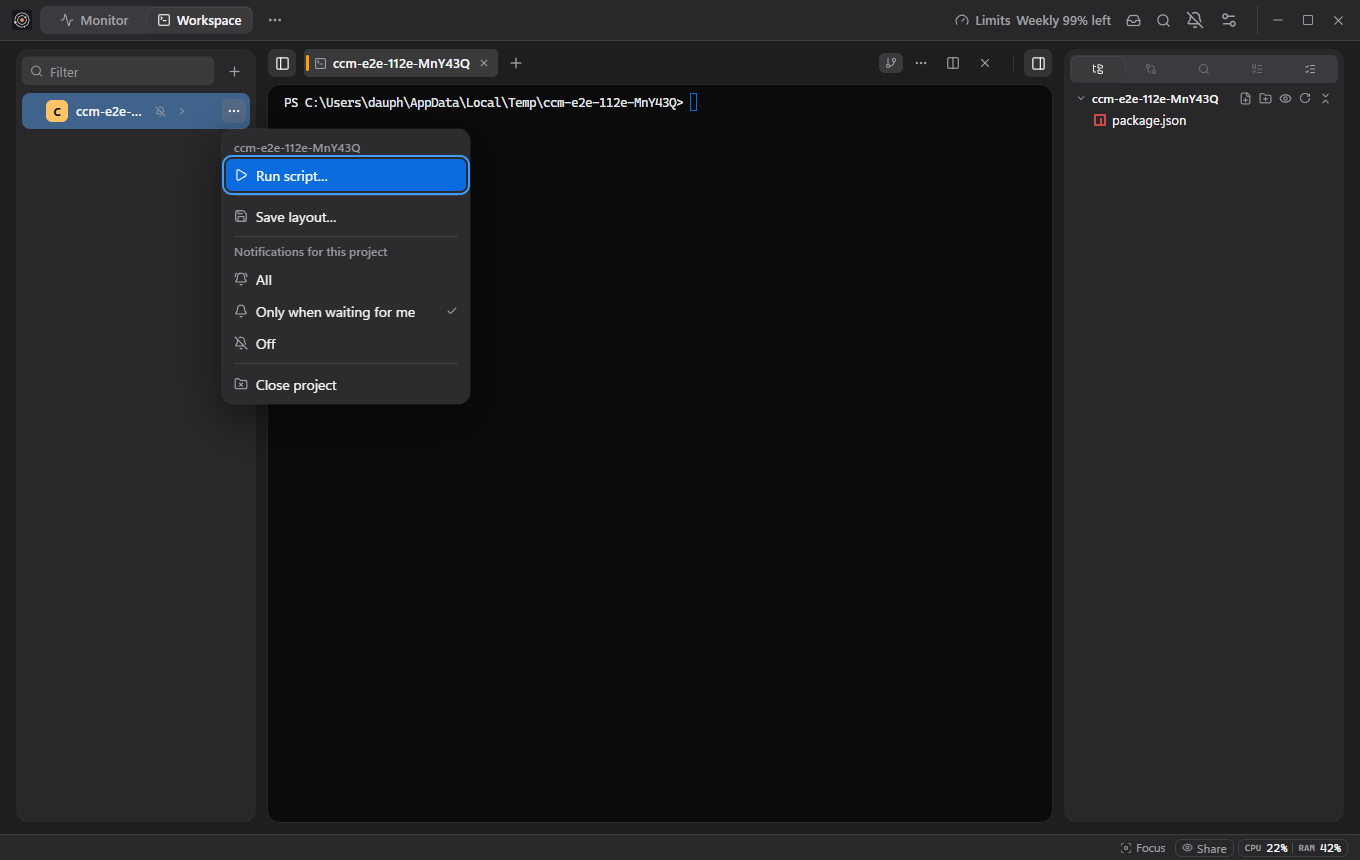 Monitor
Workspace
Limits Weekly 99% left
Filter
ccm-e2e-112e-MnY43Q
C ccm-e2e-...
PS C:\Users\dauph\AppData\Local\Temp\ccm-e2e-112e-MnY43Q>
ccm-e2e-112e-MnY43Q
package.json
ccm-e2e-112e-MnY43Q
Run script...
Save layout...
Notifications for this project
All
Only when waiting for me
Off
Close project
Focus
Share
CPU 22%
RAM 42%